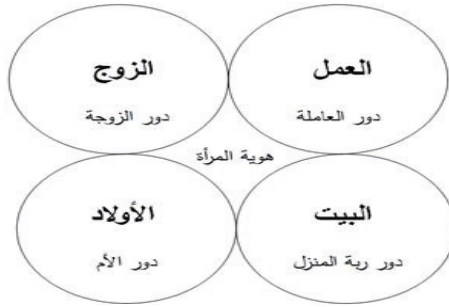 العمل
دور العاملة
الزوج
دور الزوجة
هوية المرأة
البيت
دور ربة المنزل
الأولاد
دور الأم